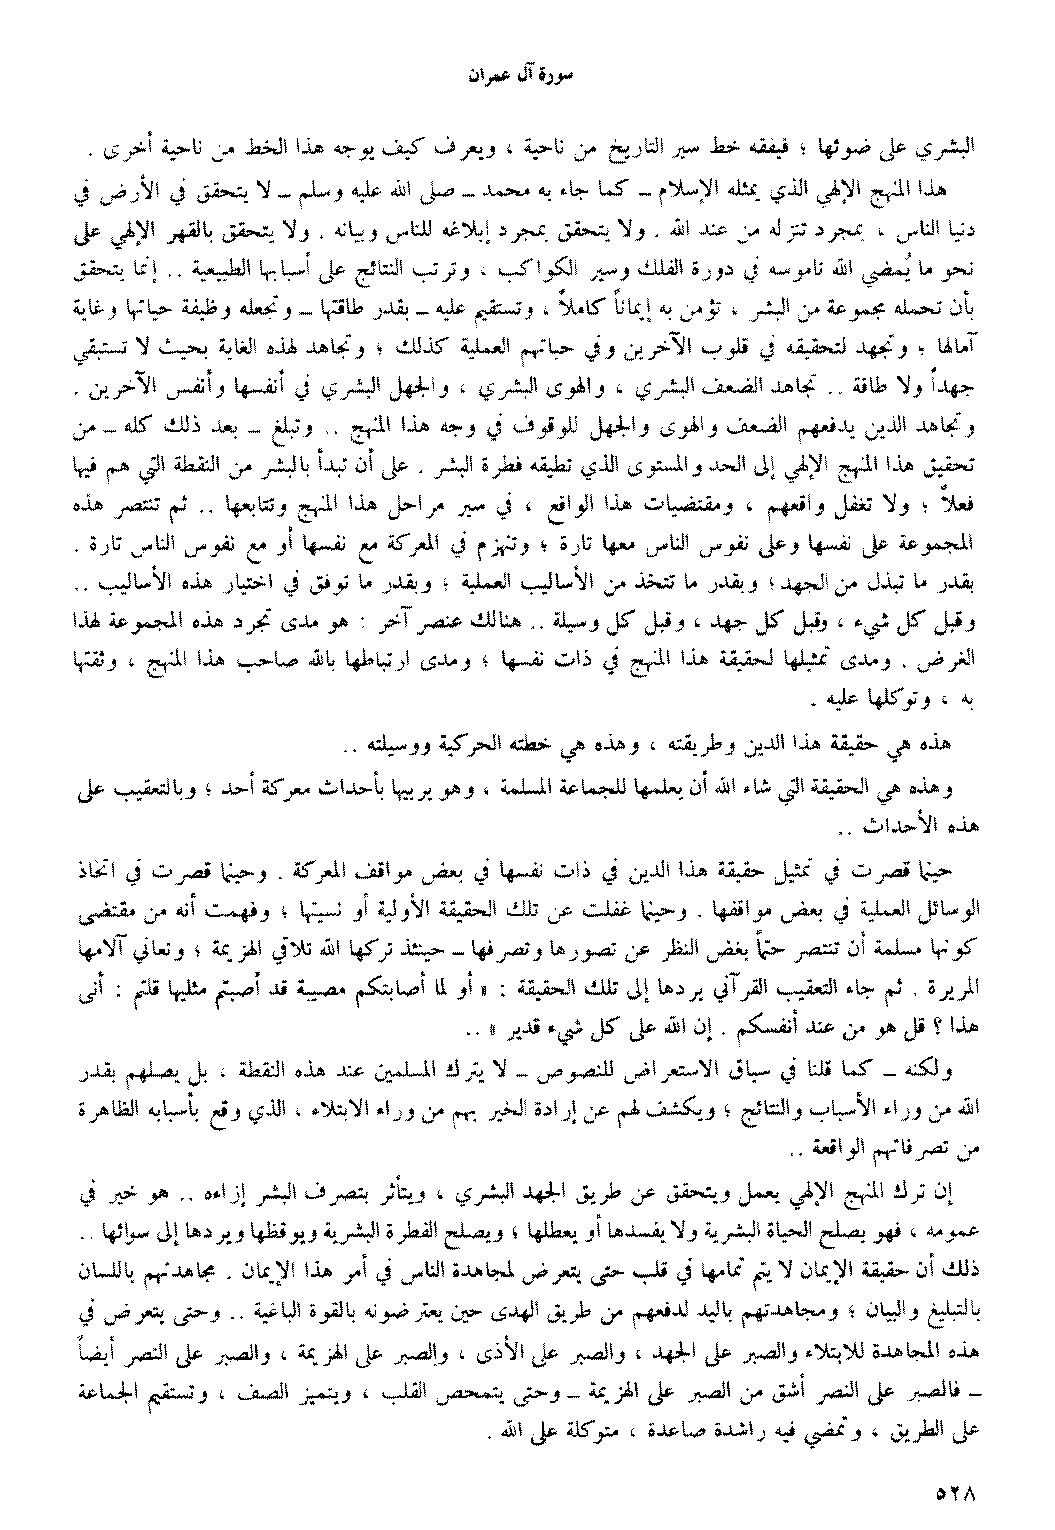 سورة آل عمران
البشري على ضوئها ؛ فيفقه خط سير التاريخ من ناحية ، ويعرف كيف يوجه هذا الخط من ناحية أخرى .
هذا المنهج الإلهي الذي يمثله الإسلام ــ كما جاء به محمد ــ صلى الله عليه وسلم ــ لا يتحقق في الأرض في
دنيا الناس ، بمجرد تنزله من عند الله . ولا يتحقق بمجرد إبلاغه للناس وبيانه . ولا يتحقق بالقهر الإلهي على
نحو ما يُمضي الله ناموسه في دورة الفلك وسير الكواكب ، وترتب النتائج على أسبابها الطبيعية .. إنما يتحقق
بأن تحمله مجموعة من البشر ، تؤمن به إيماناً كاملاً ، وتستقيم عليه ــ بقدر طاقتها ــ وتجعله وظيفة حياتها وغاية
آمالها ؛ وتجهد لتحقيقه في قلوب الآخرين وفي حياتهم العملية كذلك ؛ وتجاهد لهذه الغاية بحيث لا تستبقي
جهداً ولا طاقة .. تجاهد الضعف البشري ، والهوى البشري ، والجهل البشري في أنفسها وأنفس الآخرين .
وتجاهد الذين يدفعهم الضعف والهوى والجهل للوقوف في وجه هذا المنهج .. وتبلغ ــ بعد ذلك كله ــ من
تحقيق هذا المنهج الإلهي إلى الحد والمستوى الذي تطيقه فطرة البشر . على أن تبدأ بالبشر من النقطة التي هم فيها
فعلاً ؛ ولا تغفل واقعهم ، ومقتضيات هذا الواقع ، في سير مراحل هذا المنهج وتتابعها .. ثم تنتصر هذه
المجموعة على نفسها وعلى نفوس الناس معها تارة ؛ وتنهزم في المعركة مع نفسها أو مع نفوس الناس تارة .
بقدر ما تبذل من الجهد؛ وبقدر ما تتخذ من الأساليب العملية ؛ وبقدر ما توفق في اختيار هذه الأساليب ..
وقبل كل شيء ، وقبل كل جهد ، وقبل كل وسيلة .. هنالك عنصر آخر : هو مدى تجرد هذه المجموعة لهذا
الغرض . ومدى تمثيلها لحقيقة هذا المنهج في ذات نفسها ؛ ومدى ارتباطها بالله صاحب هذا المنهج ، وثقتها
به ، وتوكلها عليه .
هذه هي حقيقة هذا الدين وطريقته ، وهذه هي خطته الحركية ووسيلته ..
وهذه هي الحقيقة التي شاء الله أن يعلمها للجماعة المسلمة ، وهو يربيها بأحداث معركة أحد ؛ وبالتعقيب على
هذه الأحداث ..
حينما قصرت في تمثيل حقيقة هذا الدين في ذات نفسها في بعض مواقف المعركة . وحينما قصرت في اتخاذ
الوسائل العملية في بعض مواقفها . وحينما غفلت عن تلك الحقيقة الأولية أو نسيتها ؛ وفهمت أنه من مقتضى
كونها مسلمة أن تنتصر حتماً بغض النظر عن تصورها وتصرفها ــ حينئذ تركها الله تلاقي الهزيمة ؛ وتعاني آلامها
المريرة . ثم جاء التعقيب القرآني يردها إلى تلك الحقيقة : « أو لما أصابتكم مصيبة قد أصبتم مثليها قلتم : أنى
هذا ؟ قل هو من عند أنفسكم . إن الله على كل شيء قدير » ..
ولكنه ــ كما قلنا في سياق الاستعراض للنصوص ــ لا يترك المسلمين عند هذه النقطة ، بل يصلهم بقدر
الله من وراء الأسباب والنتائج ؛ ويكشف لهم عن إرادة الخير بهم من وراء الابتلاء ، الذي وقع بأسبابه الظاهرة
من تصرفاتهم الواقعة ..
إن ترك المنهج الإلهي يعمل ويتحقق عن طريق الجهد البشري ، ويتأثر بتصرف البشر إزاءه .. هو خير في
عمومه ، فهو يصلح الحياة البشرية ولا يفسدها أو يعطلها ؛ ويصلح الفطرة البشرية ويوقظها ويردها إلى سوائها ..
ذلك أن حقيقة الإيمان لا يتم تمامها في قلب حتى يتعرض لمجاهدة الناس في أمر هذا الإيمان . مجاهدتهم باللسان
بالتبليغ والبيان ؛ ومجاهدتهم باليد لدفعهم من طريق الهدى حين يعترضونه بالقوة الباغية .. وحتى يتعرض في
هذه المجاهدة للابتلاء والصبر على الجهد ، والصبر على الأذى ، والصبر على الهزيمة ، والصبر على النصر أيضاً
ــ فالصبر على النصر أشق من الصبر على الهزيمة ــ وحتى يتمحص القلب ، ويتميز الصف ، وتستقيم الجماعة
على الطريق ، وتمضي فيه راشدة صاعدة ، متوكلة على الله .
٥٢٨